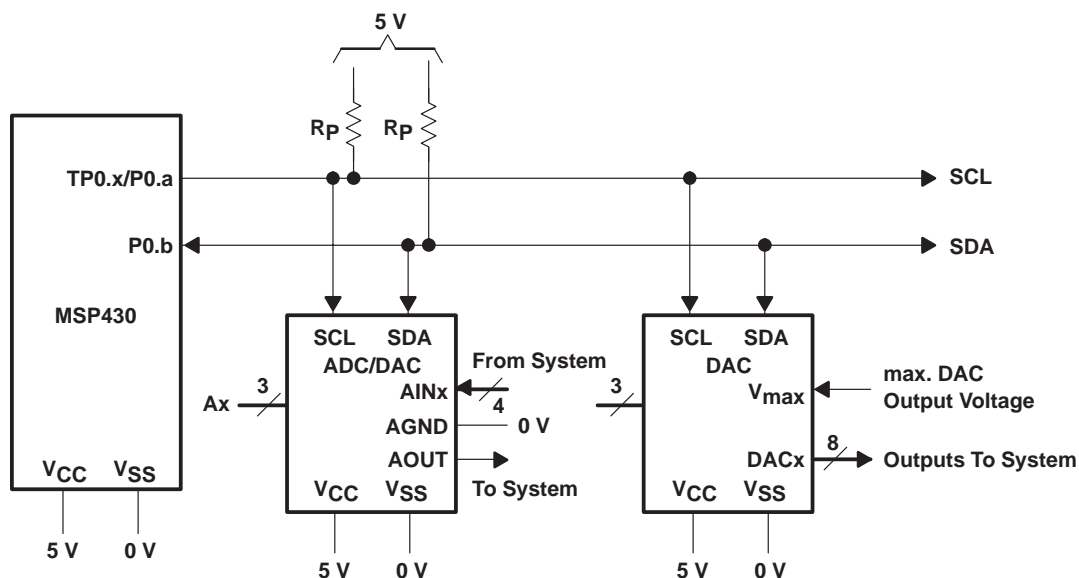 5 V
RP
RP
TP0.x/P0.a
SCL
P0.b
SDA
MSP430
SCL
SDA
SCL
SDA
ADC/DAC
DAC
From System
AINx
4
3
Ax
3
Vmax
max. DAC
Output Voltage
AGND
0 V
AOUT
To System
DACx
8
Outputs To System
VCC
VSS
VCC
VSS
VCC
VSS
5 V
0 V
5 V
0 V
5 V
0 V